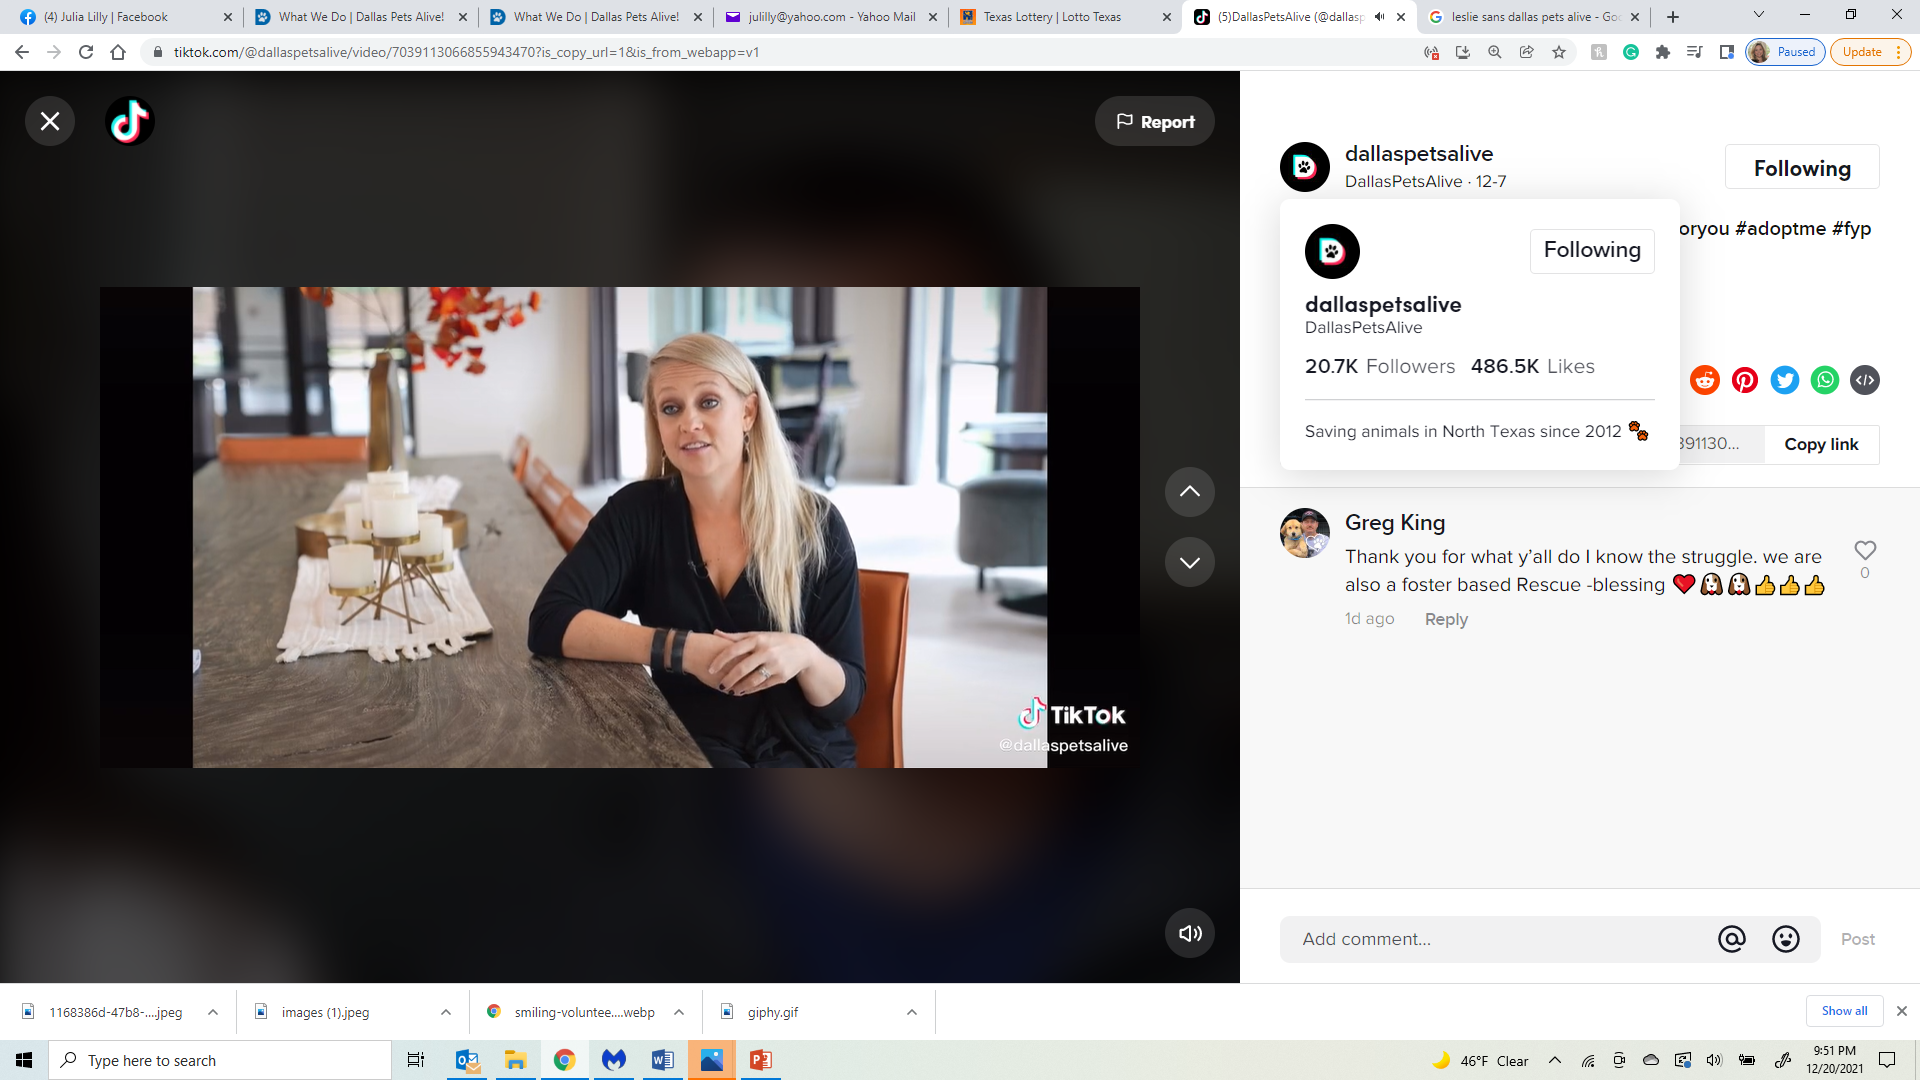 (4) Julia Lilly | Facebook
What We Do | Dallas Pets Alive!
What We Do | Dallas Pets Alive!
julilly@yahoo.com - Yahoo Mail
Texas Lottery | Lotto Texas
(5)DallasPetsAlive (@dallasp
leslie sans dallas pets alive - Goo
tiktok.com/@dallaspetsalive/video/7039113066855943470?is_copy_url=1&is_from_webapp=v1
Paused
Update
Report
dallaspetsalive
DallasPetsAlive · 12-7
Following
oryou #adoptme #fyp
Following
dallaspetsalive
DallasPetsAlive
20.7K Followers 486.5K Likes
Saving animals in North Texas since 2012 🐾
391130...
Copy link
TikTok
@dallaspetsalive
Greg King
Thank you for what y'all do I know the struggle. we are
also a foster based Rescue -blessing ❤️🐶🐶👍👍👍
0
1d ago Reply
Add comment...
Post
1168386d-47b8-....jpeg
images (1).jpeg
smiling-voluntee....webp
giphy.gif
Show all
Type here to search
46°F Clear
9:51 PM
12/20/2021